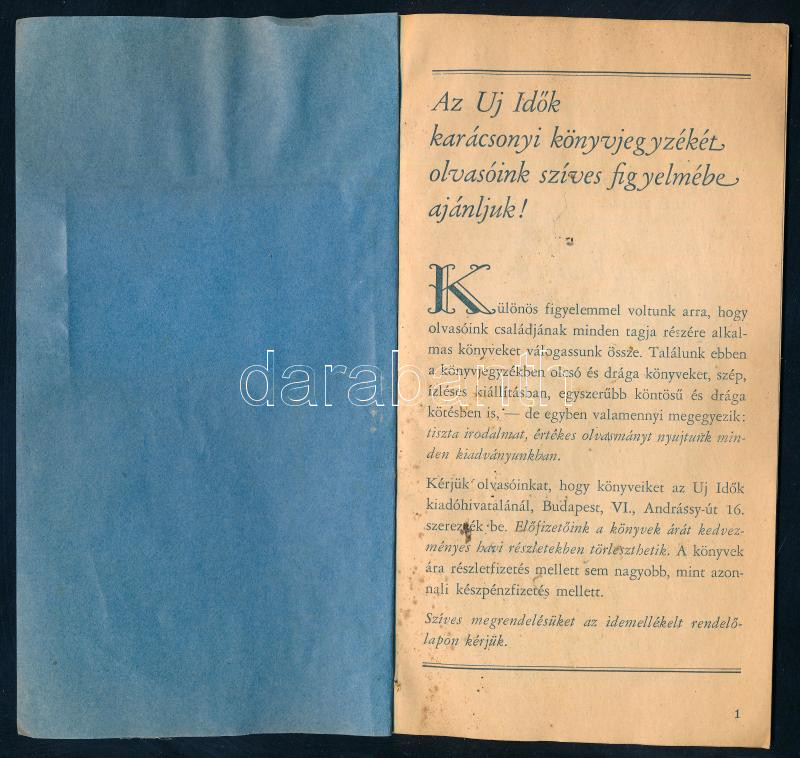 Az Uj Idők
karácsonyi könyvjegyzékét
olvasóink szíves figyelmébe
ajánljuk!
Különös figyelemmel voltunk arra, hogy
olvasóink családjának minden tagja részére alkal-
mas könyveket válogassunk össze. Találunk ebben
a könyvjegyzékben olcsó és drága könyveket, szép,
ízléses kiállításban, egyszerűbb köntösű és drága
kötésben is, — de egyben valamennyi megegyezik:
tiszta irodalmat, értékes olvasmányt nyujtunk min-
den kiadványunkban.
Kérjük olvasóinkat, hogy könyveiket az Uj Idők
kiadóhivatalánál, Budapest, VI., Andrássy-út 16.
szerezzék be. Előfizetőink a könyvek árát kedvez-
ményes havi részletekben törleszthetik. A könyvek
ára részletfizetés mellett sem nagyobb, mint azon-
nali készpénzfizetés mellett.
Szíves megrendelésüket az idemellékelt rendelő-
lapon kérjük.
1
darabanth